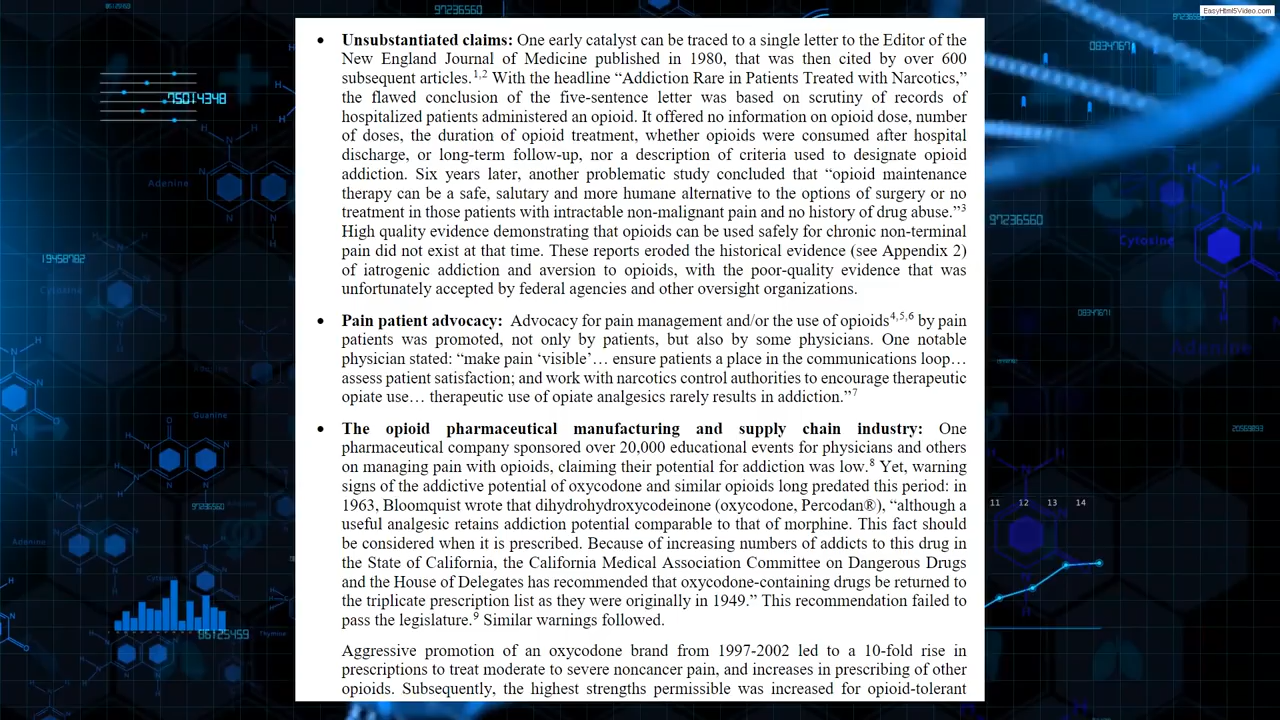 EasyHtml5Video.com
97236560
75014348
Adenine
19458782
Cytosine
Guanine
Adenine
97236560
86125459
Thymine
08347671
97236560
Cytosine
Adenine
11 12 13 14
20569893
• Unsubstantiated claims: One early catalyst can be traced to a single letter to the Editor of the
New England Journal of Medicine published in 1980, that was then cited by over 600
subsequent articles.1,2 With the headline “Addiction Rare in Patients Treated with Narcotics,”
the flawed conclusion of the five-sentence letter was based on scrutiny of records of
hospitalized patients administered an opioid. It offered no information on opioid dose, number
of doses, the duration of opioid treatment, whether opioids were consumed after hospital
discharge, or long-term follow-up, nor a description of criteria used to designate opioid
addiction. Six years later, another problematic study concluded that “opioid maintenance
therapy can be a safe, salutary and more humane alternative to the options of surgery or no
treatment in those patients with intractable non-malignant pain and no history of drug abuse.”3
High quality evidence demonstrating that opioids can be used safely for chronic non-terminal
pain did not exist at that time. These reports eroded the historical evidence (see Appendix 2)
of iatrogenic addiction and aversion to opioids, with the poor-quality evidence that was
unfortunately accepted by federal agencies and other oversight organizations.
• Pain patient advocacy: Advocacy for pain management and/or the use of opioids4,5,6 by pain
patients was promoted, not only by patients, but also by some physicians. One notable
physician stated: “make pain ‘visible’… ensure patients a place in the communications loop…
assess patient satisfaction; and work with narcotics control authorities to encourage therapeutic
opiate use… therapeutic use of opiate analgesics rarely results in addiction.”7
• The opioid pharmaceutical manufacturing and supply chain industry: One
pharmaceutical company sponsored over 20,000 educational events for physicians and others
on managing pain with opioids, claiming their potential for addiction was low.8 Yet, warning
signs of the addictive potential of oxycodone and similar opioids long predated this period: in
1963, Bloomquist wrote that dihydrohydroxycodeinone (oxycodone, Percodan®), “although a
useful analgesic retains addiction potential comparable to that of morphine. This fact should
be considered when it is prescribed. Because of increasing numbers of addicts to this drug in
the State of California, the California Medical Association Committee on Dangerous Drugs
and the House of Delegates has recommended that oxycodone-containing drugs be returned to
the triplicate prescription list as they were originally in 1949.” This recommendation failed to
pass the legislature.9 Similar warnings followed.
Aggressive promotion of an oxycodone brand from 1997-2002 led to a 10-fold rise in
prescriptions to treat moderate to severe noncancer pain, and increases in prescribing of other
opioids. Subsequently, the highest strengths permissible was increased for opioid-tolerant